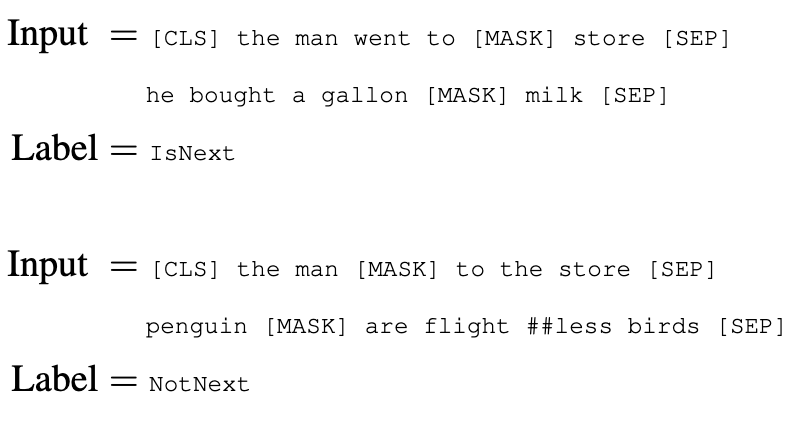 Input = [CLS] the man went to [MASK] store [SEP]
he bought a gallon [MASK] milk [SEP]
Label = IsNext
Input = [CLS] the man [MASK] to the store [SEP]
penguin [MASK] are flight ##less birds [SEP]
Label = NotNext